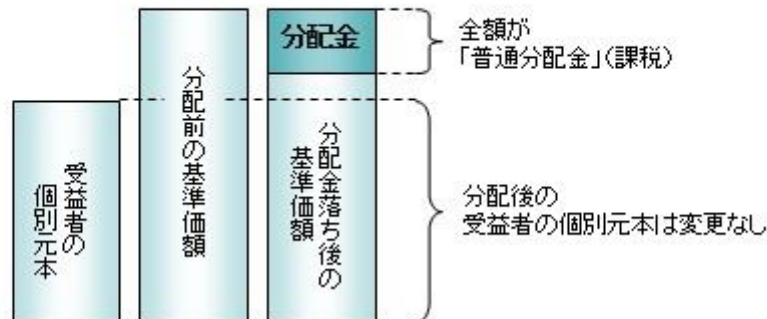 受益者の
個別元本
分配前の基準価額
分配金
分配金落ち後の
基準価額
全額が
「普通分配金」(課税)
分配後の
受益者の個別元本は変更なし